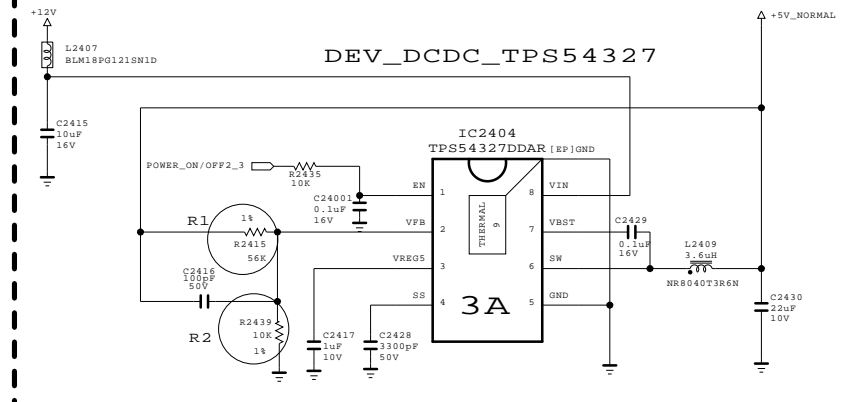 +12V
+5V_NORMAL
L2407
BLM18PG121SN1D
DEV_DCDC_TPS54327
C2415
10uF
16V
IC2404
TPS54327DDAR
[EP]GND
POWER_ON/OFF2_3
R2435
10K
C24001
0.1uF
16V
EN
1
VFB
2
VREG5
3
SS
4
THERMAL
9
3A
8
VIN
7
VBST
6
SW
5
GND
C2429
0.1uF
16V
L2409
3.6uH
NR8040T3R6N
R1
1%
R2415
56K
C2416
100pF
50V
R2
R2439
10K
1%
C2417
1uF
10V
C2428
3300pF
50V
C2430
22uF
10V